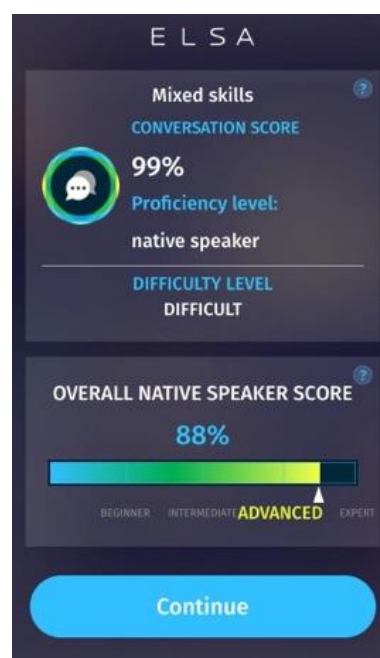 ELSA
?
Mixed skills
CONVERSATION SCORE
99%
Proficiency level:
native speaker
DIFFICULTY LEVEL
DIFFICULT
?
OVERALL NATIVE SPEAKER SCORE
88%
BEGINNER INTERMEDIATE ADVANCED EXPERT
Continue